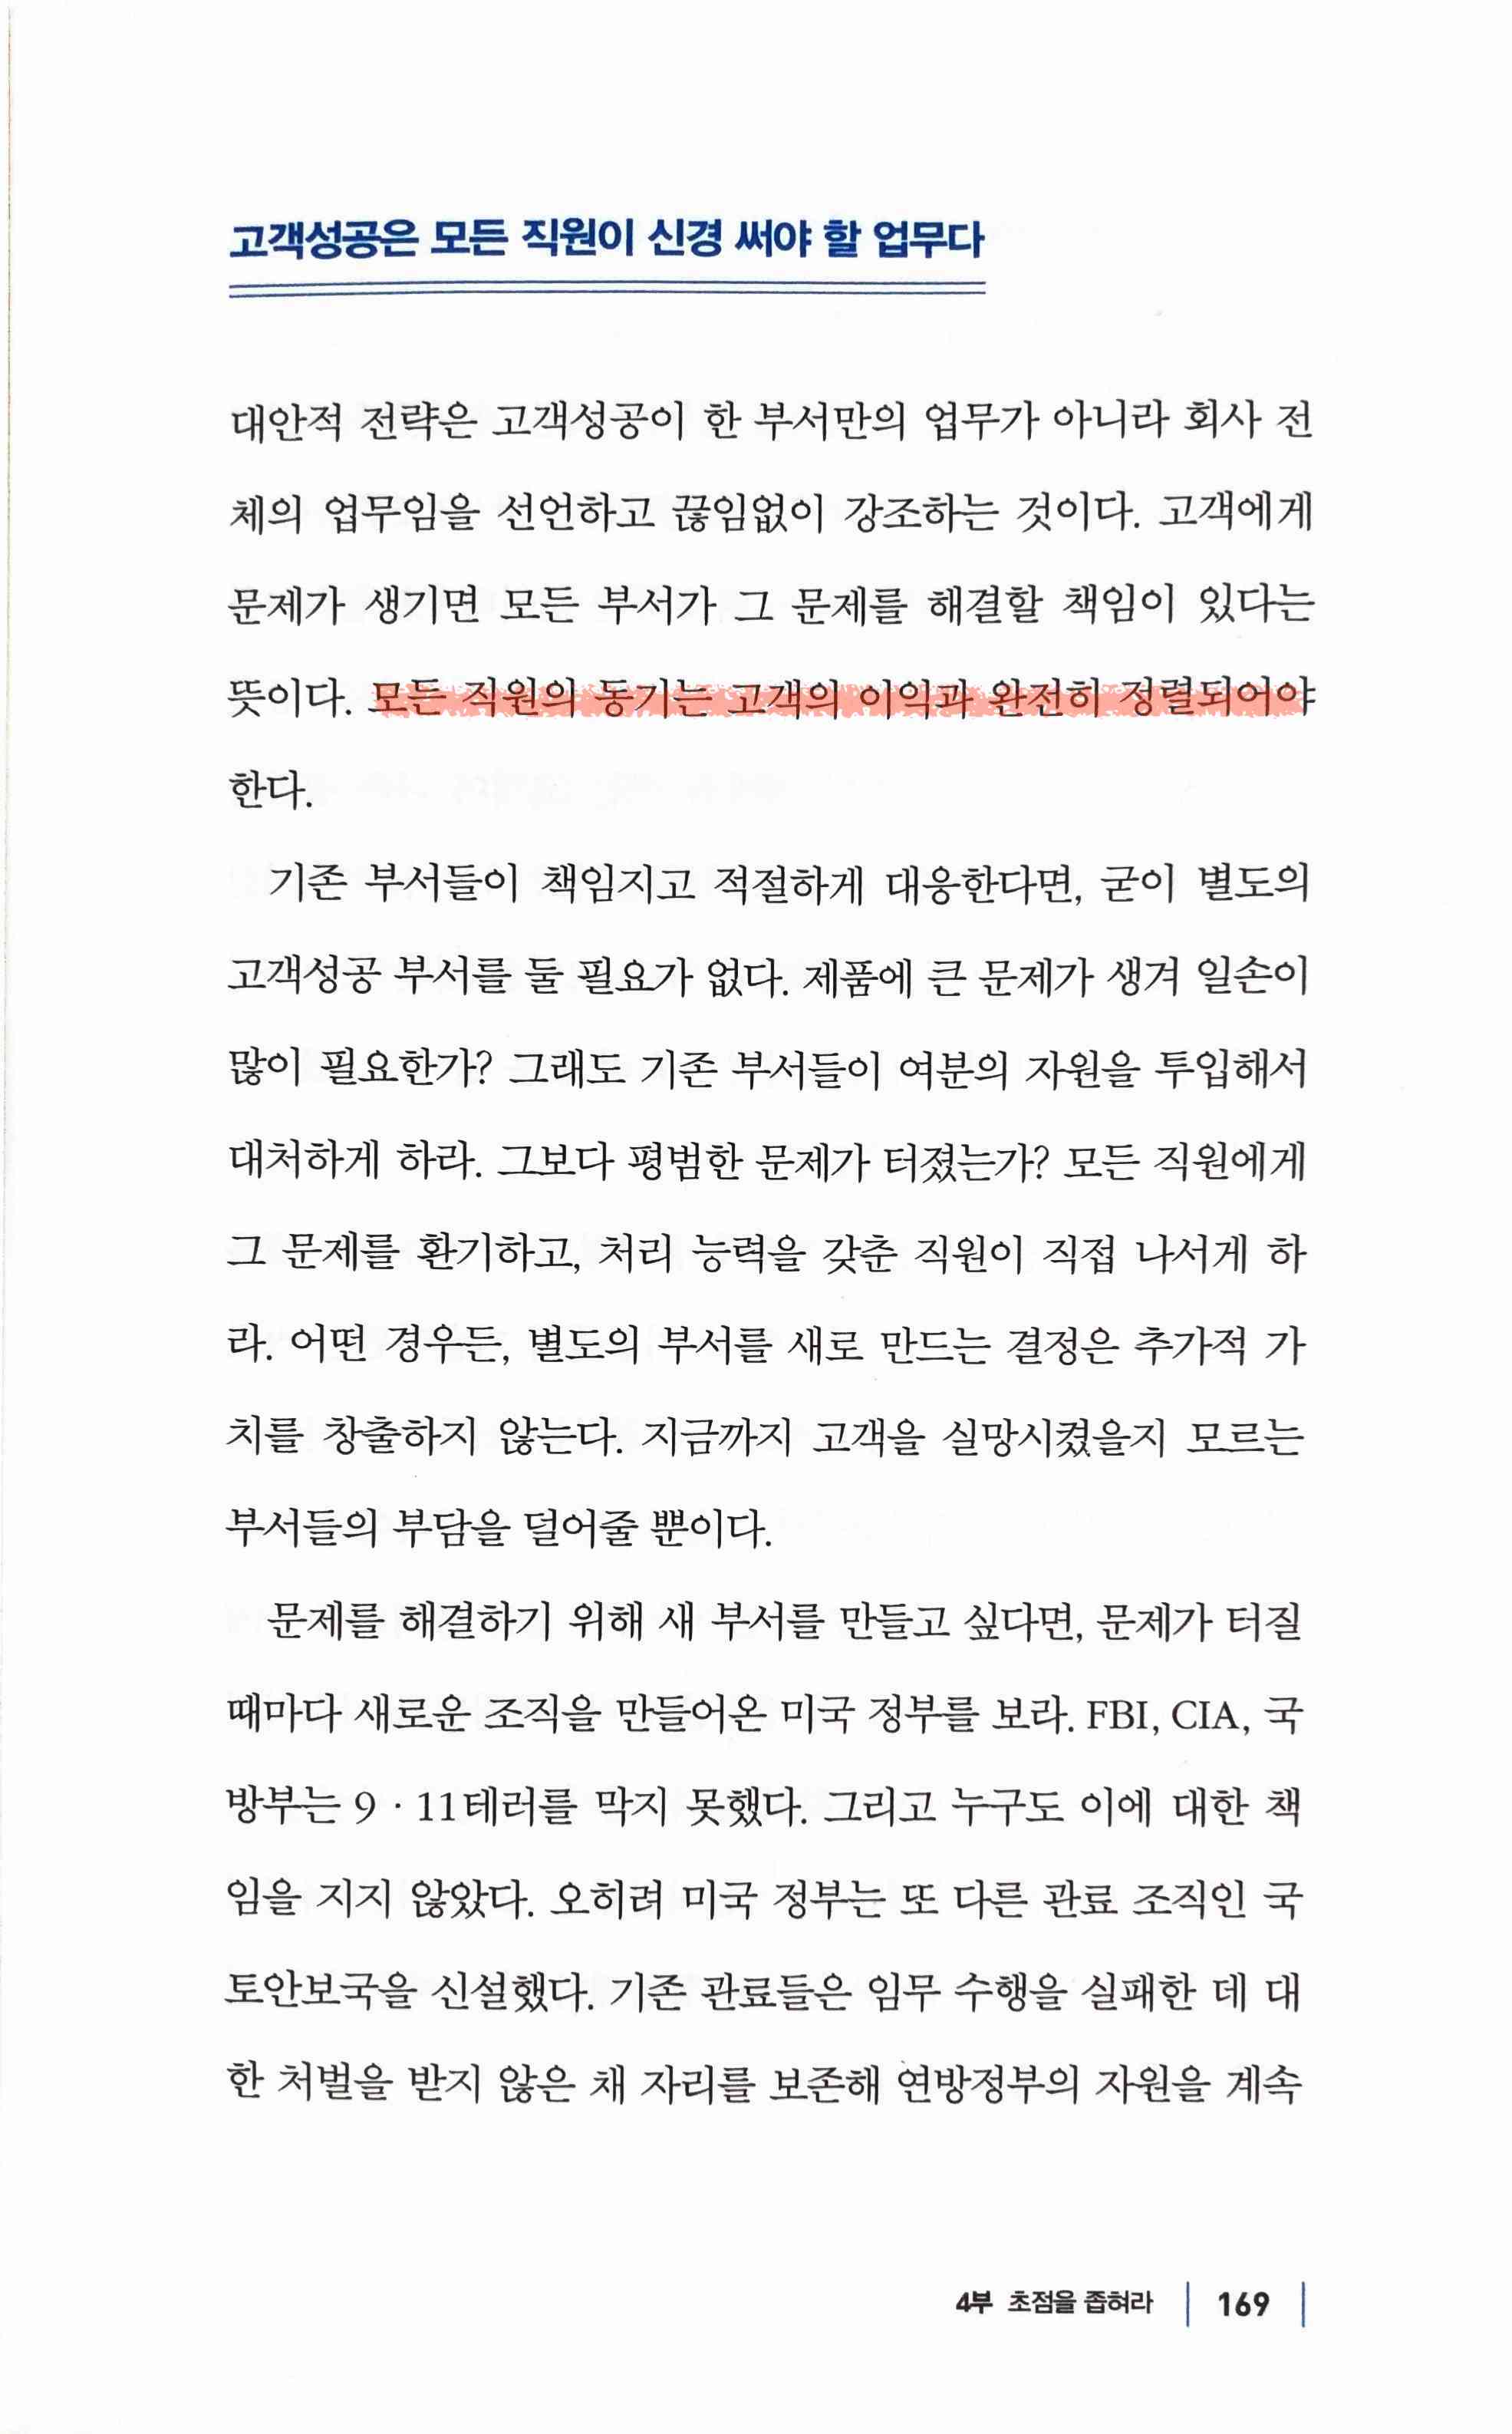 고객성공은 모든 직원이 신경 써야 할 업무다
대안적 전략은 고객성공이 한 부서만의 업무가 아니라 회사 전
체의 업무임을 선언하고 끊임없이 강조하는 것이다. 고객에게
문제가 생기면 모든 부서가 그 문제를 해결할 책임이 있다는
뜻이다. 모든 직원의 동기는 고객의 이익과 완전히 정렬되어야
한다.
기존 부서들이 책임지고 적절하게 대응한다면, 굳이 별도의
고객성공 부서를 둘 필요가 없다. 제품에 큰 문제가 생겨 일손이
많이 필요한가? 그래도 기존 부서들이 여분의 자원을 투입해서
대처하게 하라. 그보다 평범한 문제가 터졌는가? 모든 직원에게
그 문제를 환기하고, 처리 능력을 갖춘 직원이 직접 나서게 하
라. 어떤 경우든, 별도의 부서를 새로 만드는 결정은 추가적 가
치를 창출하지 않는다. 지금까지 고객을 실망시켰을지 모르는
부서들의 부담을 덜어줄 뿐이다.
문제를 해결하기 위해 새 부서를 만들고 싶다면, 문제가 터질
때마다 새로운 조직을 만들어온 미국 정부를 보라. FBI, CIA, 국
방부는 9 · 11테러를 막지 못했다. 그리고 누구도 이에 대한 책
임을 지지 않았다. 오히려 미국 정부는 또 다른 관료 조직인 국
토안보국을 신설했다. 기존 관료들은 임무 수행을 실패한 데 대
한 처벌을 받지 않은 채 자리를 보존해 연방정부의 자원을 계속
4부 초점을 좁혀라 | 169 |